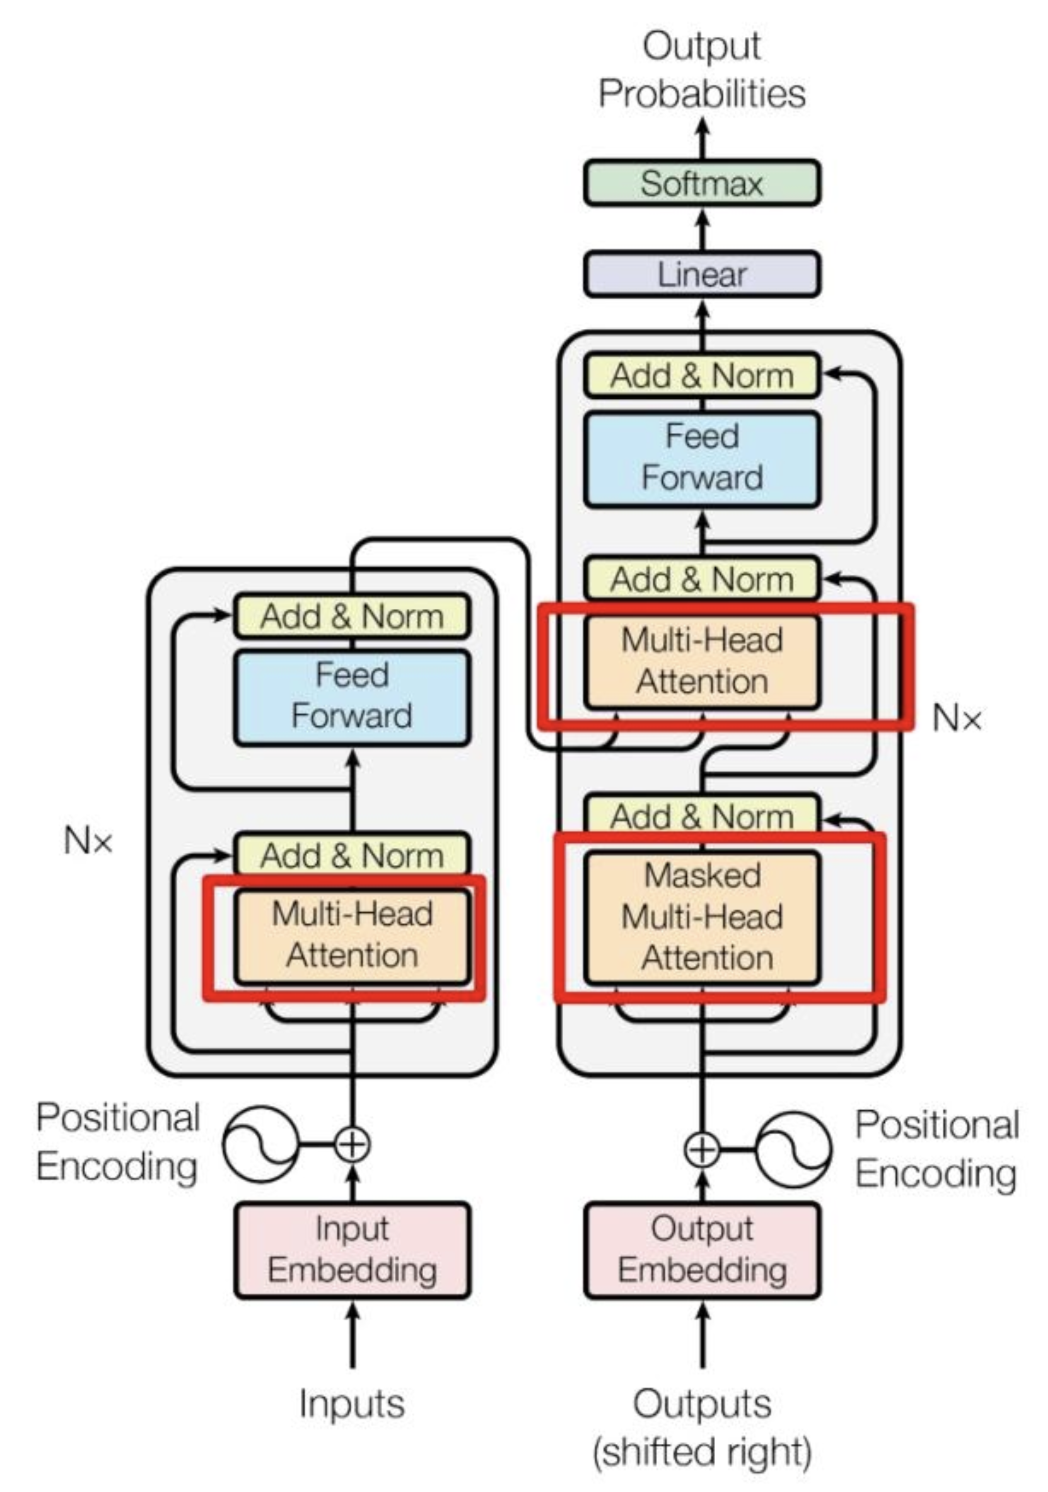 Output
Probabilities
Softmax
Linear
Add & Norm
Feed
Forward
Add & Norm
Multi-Head
Attention
Nx
Add & Norm
Masked
Multi-Head
Attention
Add & Norm
Feed
Forward
Nx
Add & Norm
Multi-Head
Attention
Positional
Encoding
Positional
Encoding
Input
Embedding
Output
Embedding
Inputs
Outputs
(shifted right)